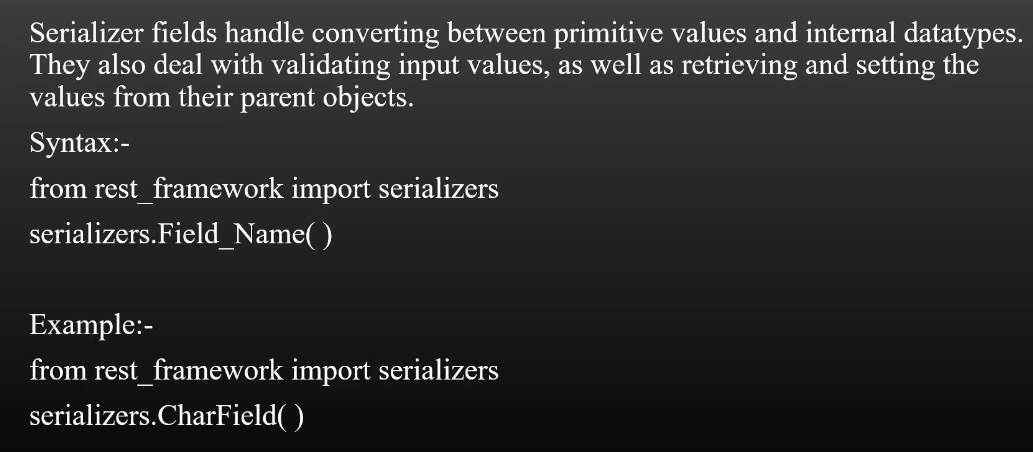 Serializer fields handle converting between primitive values and internal datatypes.
They also deal with validating input values, as well as retrieving and setting the
values from their parent objects.
Syntax:-
from rest_framework import serializers
serializers.Field_Name( )
Example:-
from rest_framework import serializers
serializers.CharField( )